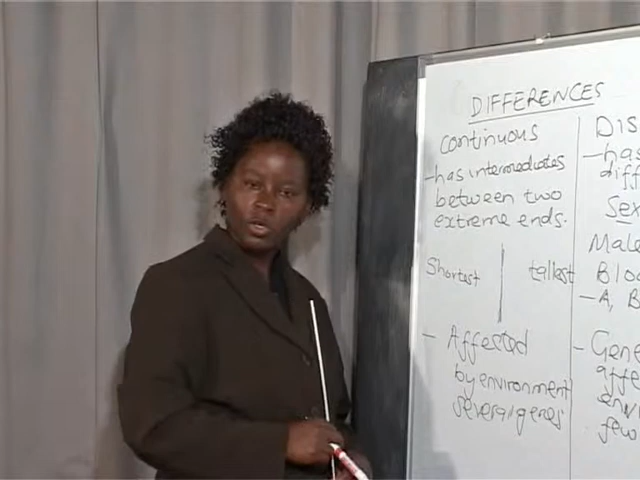 DIFFERENCES
Continuous
- has intermediates
between two
extreme ends.
Shortest | tallest
- Affected
by environment
several genes
DIS
- has
diff
Sex
Male
Bloo
- A, B
- Gene
affe
envi
few